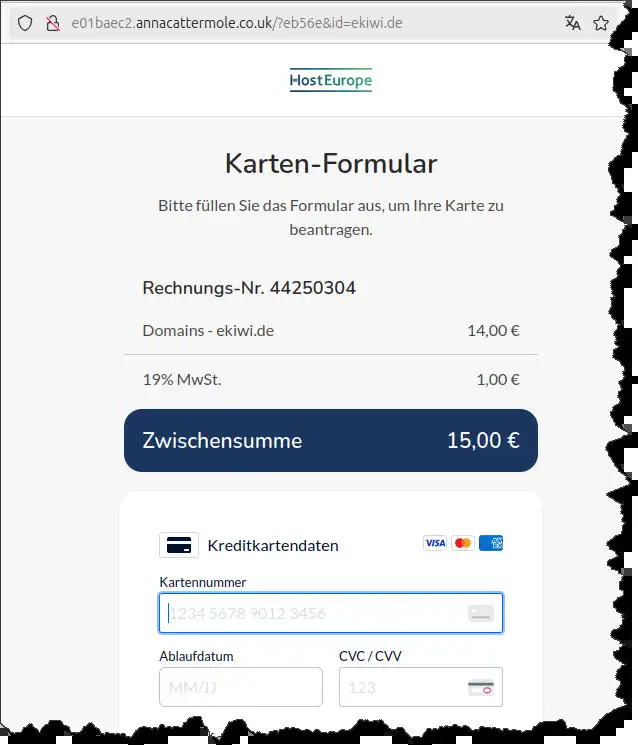 e01baec2.annacattermole.co.uk/?eb56e&id=ekiwi.de
HostEurope
Karten-Formular
Bitte füllen Sie das Formular aus, um Ihre Karte zu
beantragen.
Rechnungs-Nr. 44250304
Domains - ekiwi.de 14,00 €
19% MwSt. 1,00 €
Zwischensumme 15,00 €
Kreditkartendaten VISA
Kartennummer
1234 5678 9012 3456
Ablaufdatum CVC / CVV
MM/JJ 123